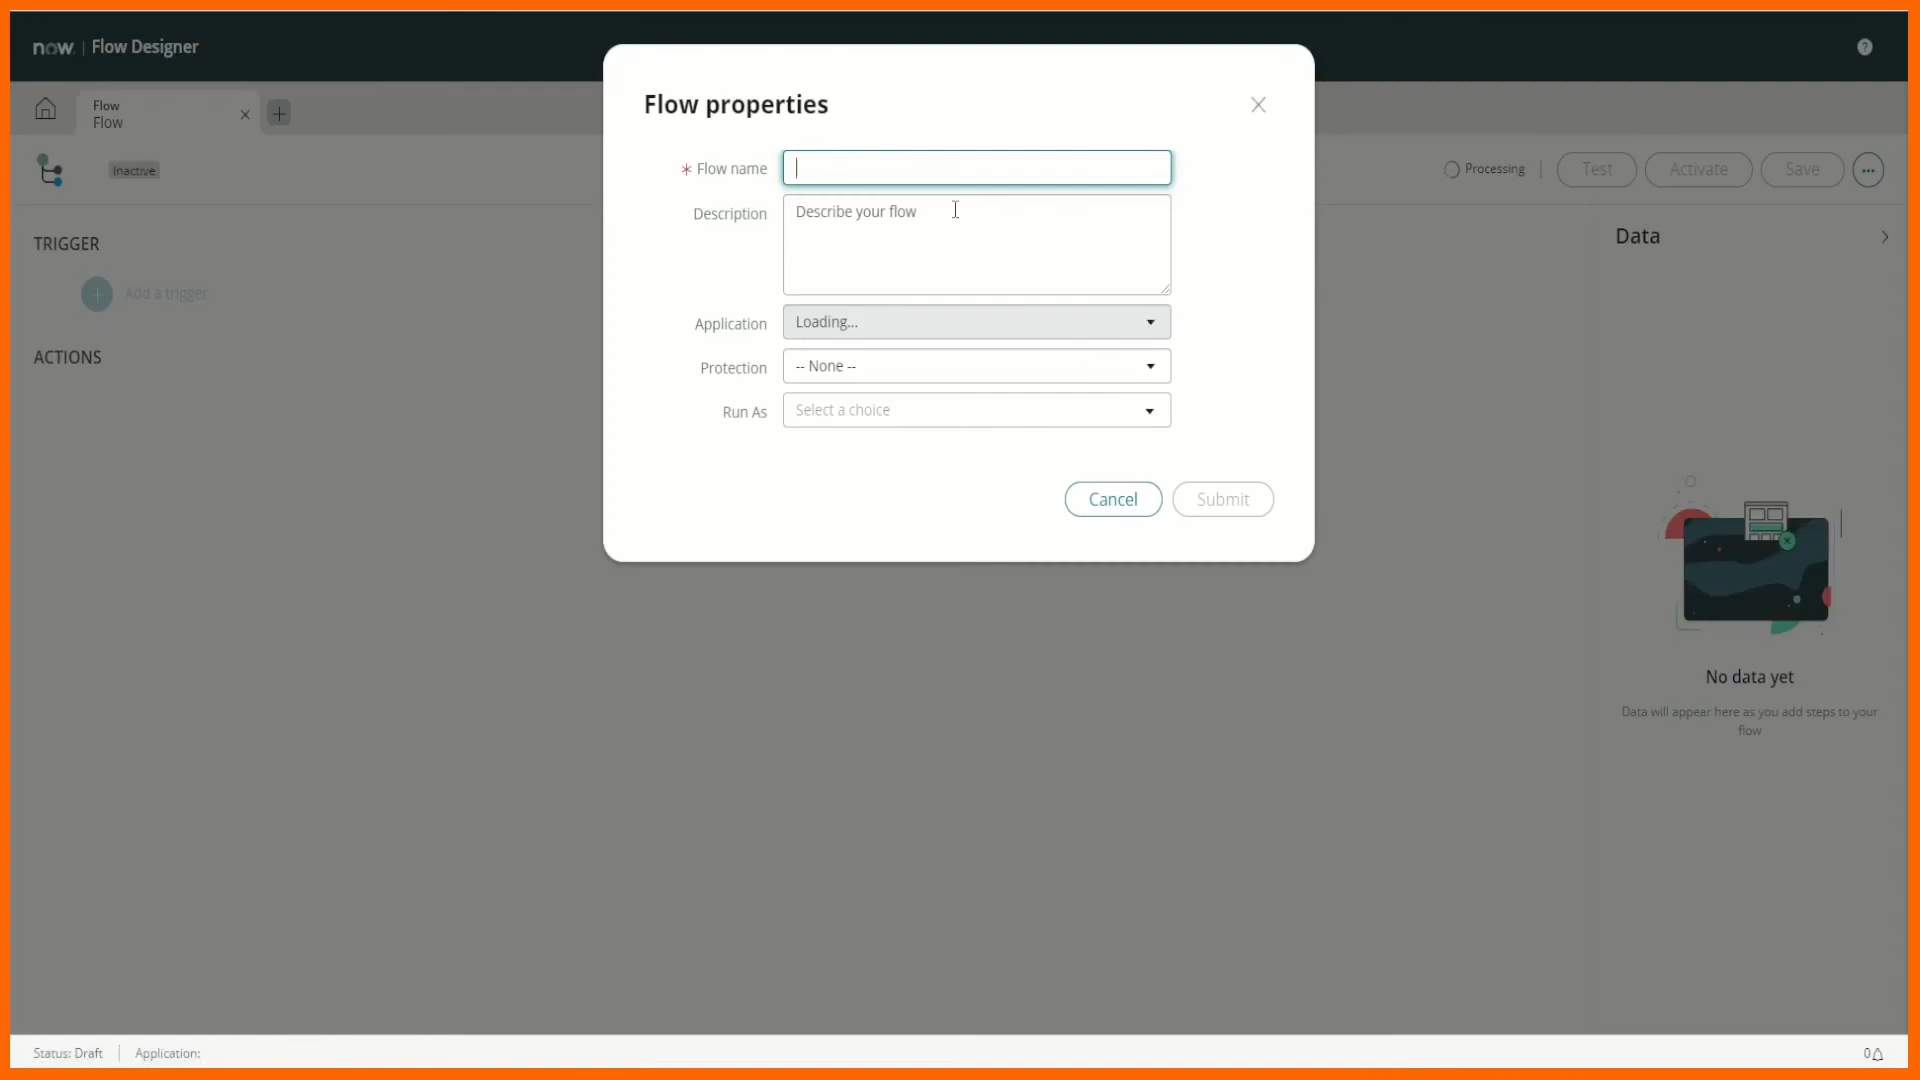 now. | Flow Designer
?
Flow
Flow
Inactive
Processing
Test
Activate
Save
TRIGGER
Add a trigger
ACTIONS
Flow properties
* Flow name
Description
Describe your flow
Application
Loading...
Protection
-- None --
Run As
Select a choice
Cancel
Submit
Data
No data yet
Data will appear here as you add steps to your
flow
Status: Draft
Application:
0